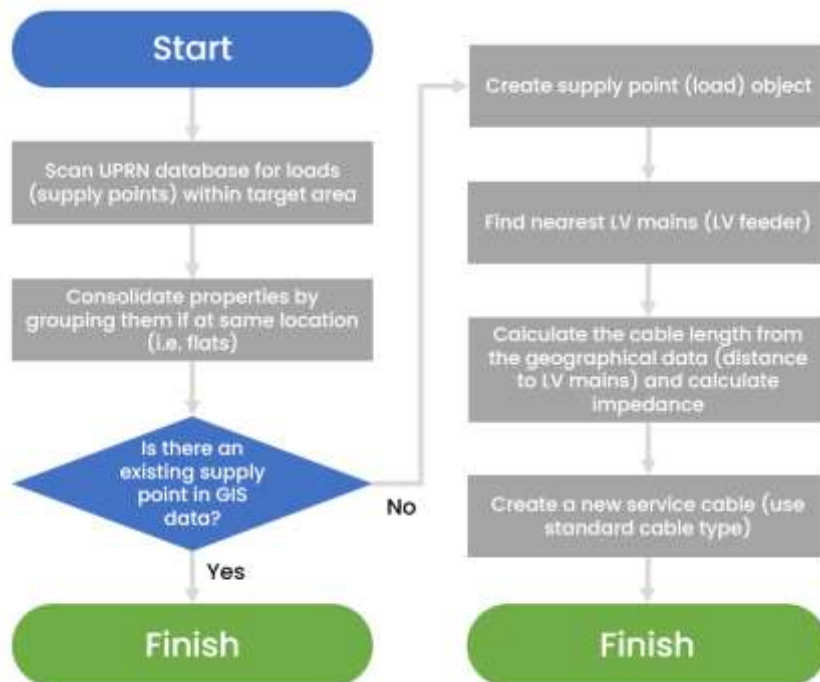 Start
Scan UPRN database for loads
(supply points) within target area
Consolidate properties by
grouping them if at same location
(i.e. flats)
Is there an
existing supply
point in GIS
data?
No
Yes
Finish
Create supply point (load) object
Find nearest LV mains (LV feeder)
Calculate the cable length from
the geographical data (distance
to LV mains) and calculate
impedance
Create a new service cable (use
standard cable type)
Finish